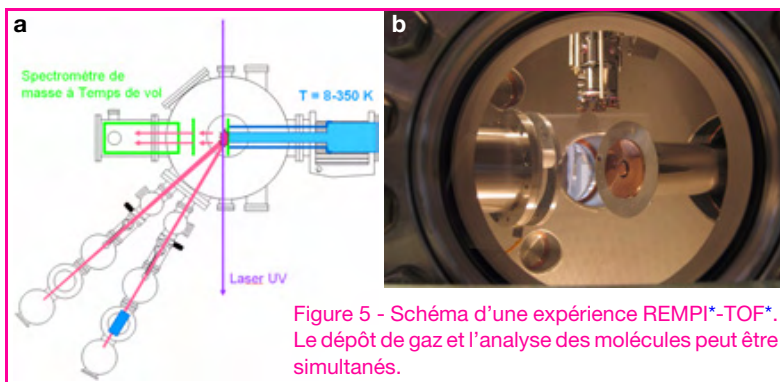 a
b
Spectromètre de
masse à Temps de vol
T = 8-350 K
Laser UV
Figure 5 - Schéma d'une expérience REMPI*-TOF*.
Le dépôt de gaz et l'analyse des molécules peut être
simultanés.